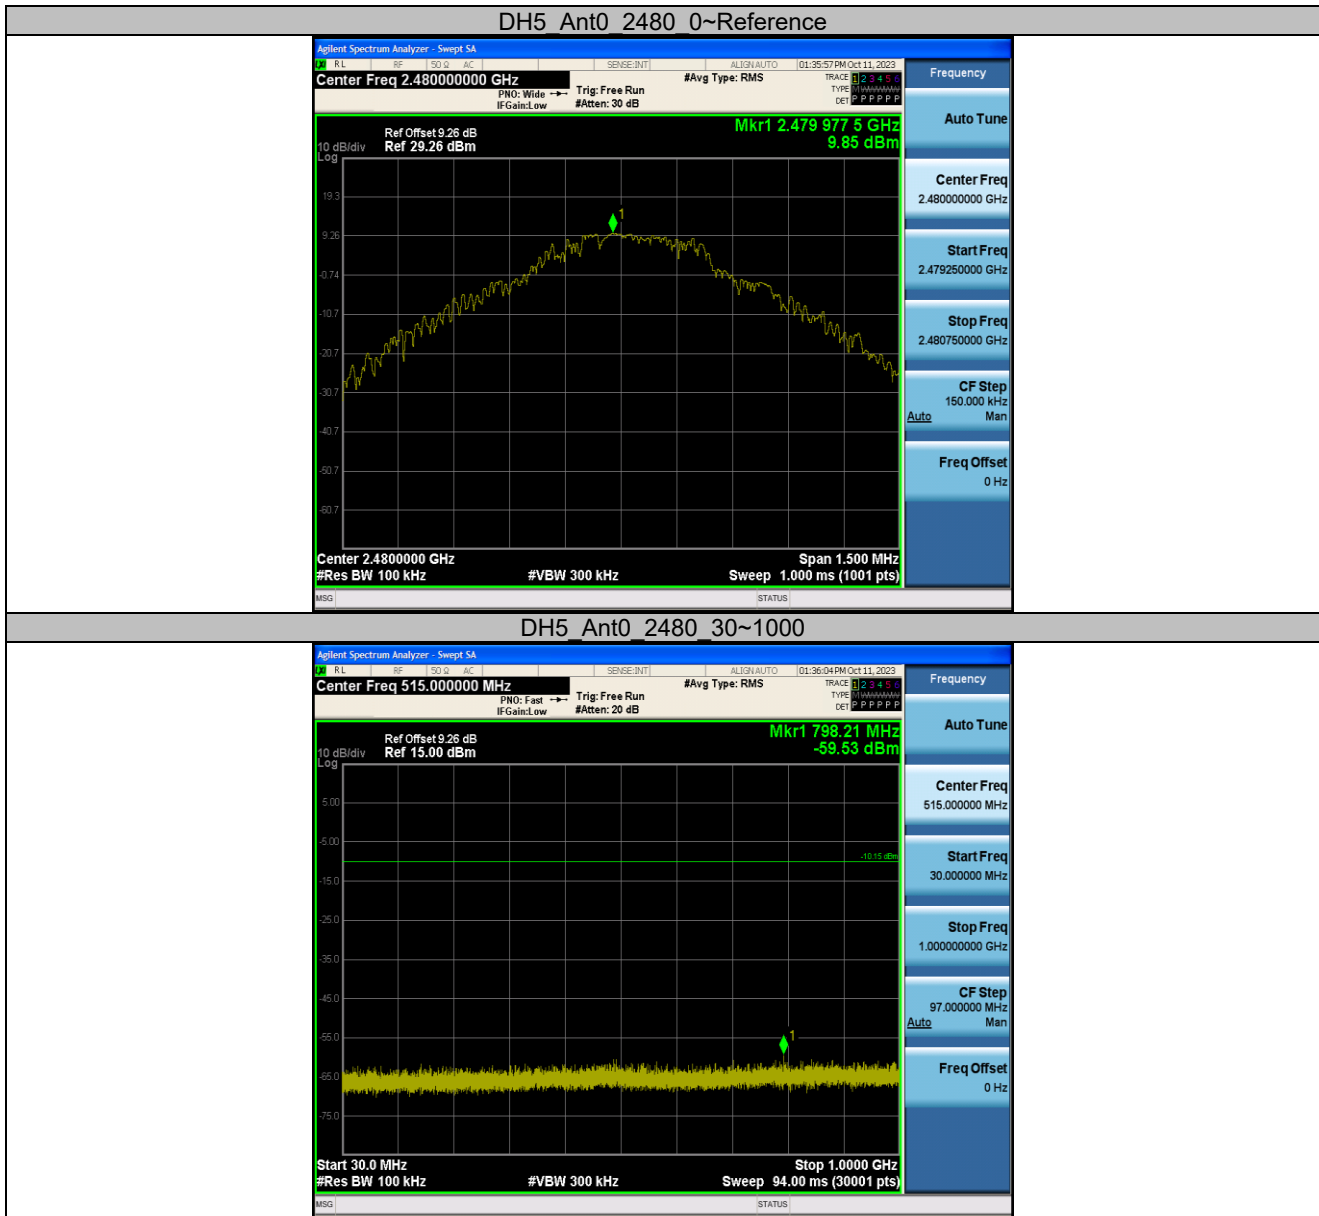 DH5_Ant0_2480_0~Reference
Agilent Spectrum Analyzer - Swept SA
RL RF 50 Ω AC SENSE:INT ALIGN AUTO 01:35:57 PM Oct 11, 2023
Center Freq 2.480000000 GHz
#Avg Type: RMS
TRACE 1 2 3 4 5 6
PNO: Wide
Trig: Free Run
TYPE
IFGain:Low
#Atten: 30 dB
DET P P P P P P
Frequency
Auto Tune
Mkr1 2.479 977 5 GHz
9.85 dBm
Ref Offset 9.26 dB
10 dB/div Ref 29.26 dBm
Log
1
19.3
9.26
-0.74
-10.7
-20.7
-30.7
-40.7
-50.7
-60.7
Center 2.4800000 GHz Span 1.500 MHz
#Res BW 100 kHz #VBW 300 kHz Sweep 1.000 ms (1001 pts)
MSG STATUS
Center Freq
2.480000000 GHz
Start Freq
2.479250000 GHz
Stop Freq
2.480750000 GHz
CF Step
150.000 kHz
Auto Man
Freq Offset
0 Hz
DH5_Ant0_2480_30~1000
Agilent Spectrum Analyzer - Swept SA
RL RF 50 Ω AC SENSE:INT ALIGN AUTO 01:36:04 PM Oct 11, 2023
Center Freq 515.000000 MHz
#Avg Type: RMS
TRACE 1 2 3 4 5 6
PNO: Fast
Trig: Free Run
TYPE
IFGain:Low
#Atten: 20 dB
DET P P P P P P
Frequency
Auto Tune
Mkr1 798.21 MHz
-59.53 dBm
Ref Offset 9.26 dB
10 dB/div Ref 15.00 dBm
Log
5.00
-5.00
-10.15 dBm
-15.0
-25.0
-35.0
-45.0
-55.0
1
-65.0
-75.0
Start 30.0 MHz Stop 1.0000 GHz
#Res BW 100 kHz #VBW 300 kHz Sweep 94.00 ms (30001 pts)
MSG STATUS
Center Freq
515.000000 MHz
Start Freq
30.000000 MHz
Stop Freq
1.000000000 GHz
CF Step
97.000000 MHz
Auto Man
Freq Offset
0 Hz